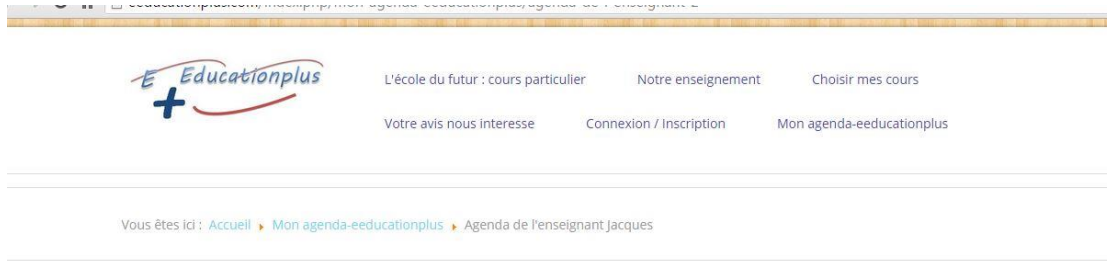 E Educationplus
L'école du futur : cours particulier Notre enseignement Choisir mes cours
Votre avis nous interesse Connexion / Inscription Mon agenda-eeducationplus
Vous êtes ici : Accueil Mon agenda-eeducationplus Agenda de l'enseignant Jacques